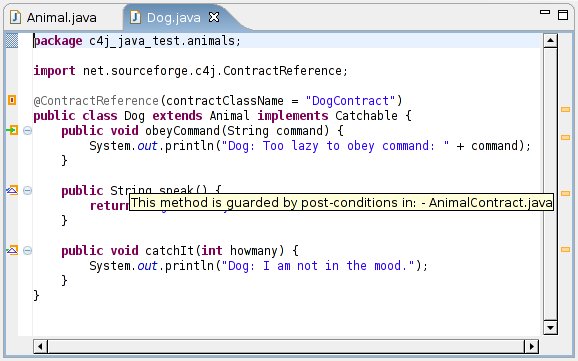 Animal.java Dog.java
package c4j_java_test.animals;
import net.sourceforge.c4j.ContractReference;
@ContractReference(contractClassName = "DogContract")
public class Dog extends Animal implements Catchable {
public void obeyCommand(String command) {
System.out.println("Dog: Too lazy to obey command: " + command);
}
public String speak() {
return
This method is guarded by post-conditions in: - AnimalContract.java
}
public void catchIt(int howmany) {
System.out.println("Dog: I am not in the mood.");
}
}